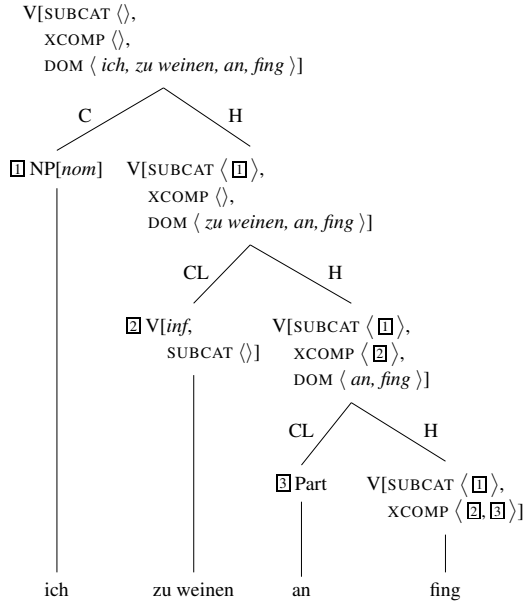 V[SUBCAT ⟨⟩,
XCOMP ⟨⟩,
DOM ⟨ ich, zu weinen, an, fing ⟩]
C H
1 NP[nom] V[SUBCAT ⟨ 1 ⟩,
XCOMP ⟨⟩,
DOM ⟨ zu weinen, an, fing ⟩]
CL H
2 V[inf, V[SUBCAT ⟨ 1 ⟩,
SUBCAT ⟨⟩] XCOMP ⟨ 2 ⟩,
DOM ⟨ an, fing ⟩]
CL H
3 Part V[SUBCAT ⟨ 1 ⟩,
XCOMP ⟨ 2, 3 ⟩]
ich zu weinen an fing